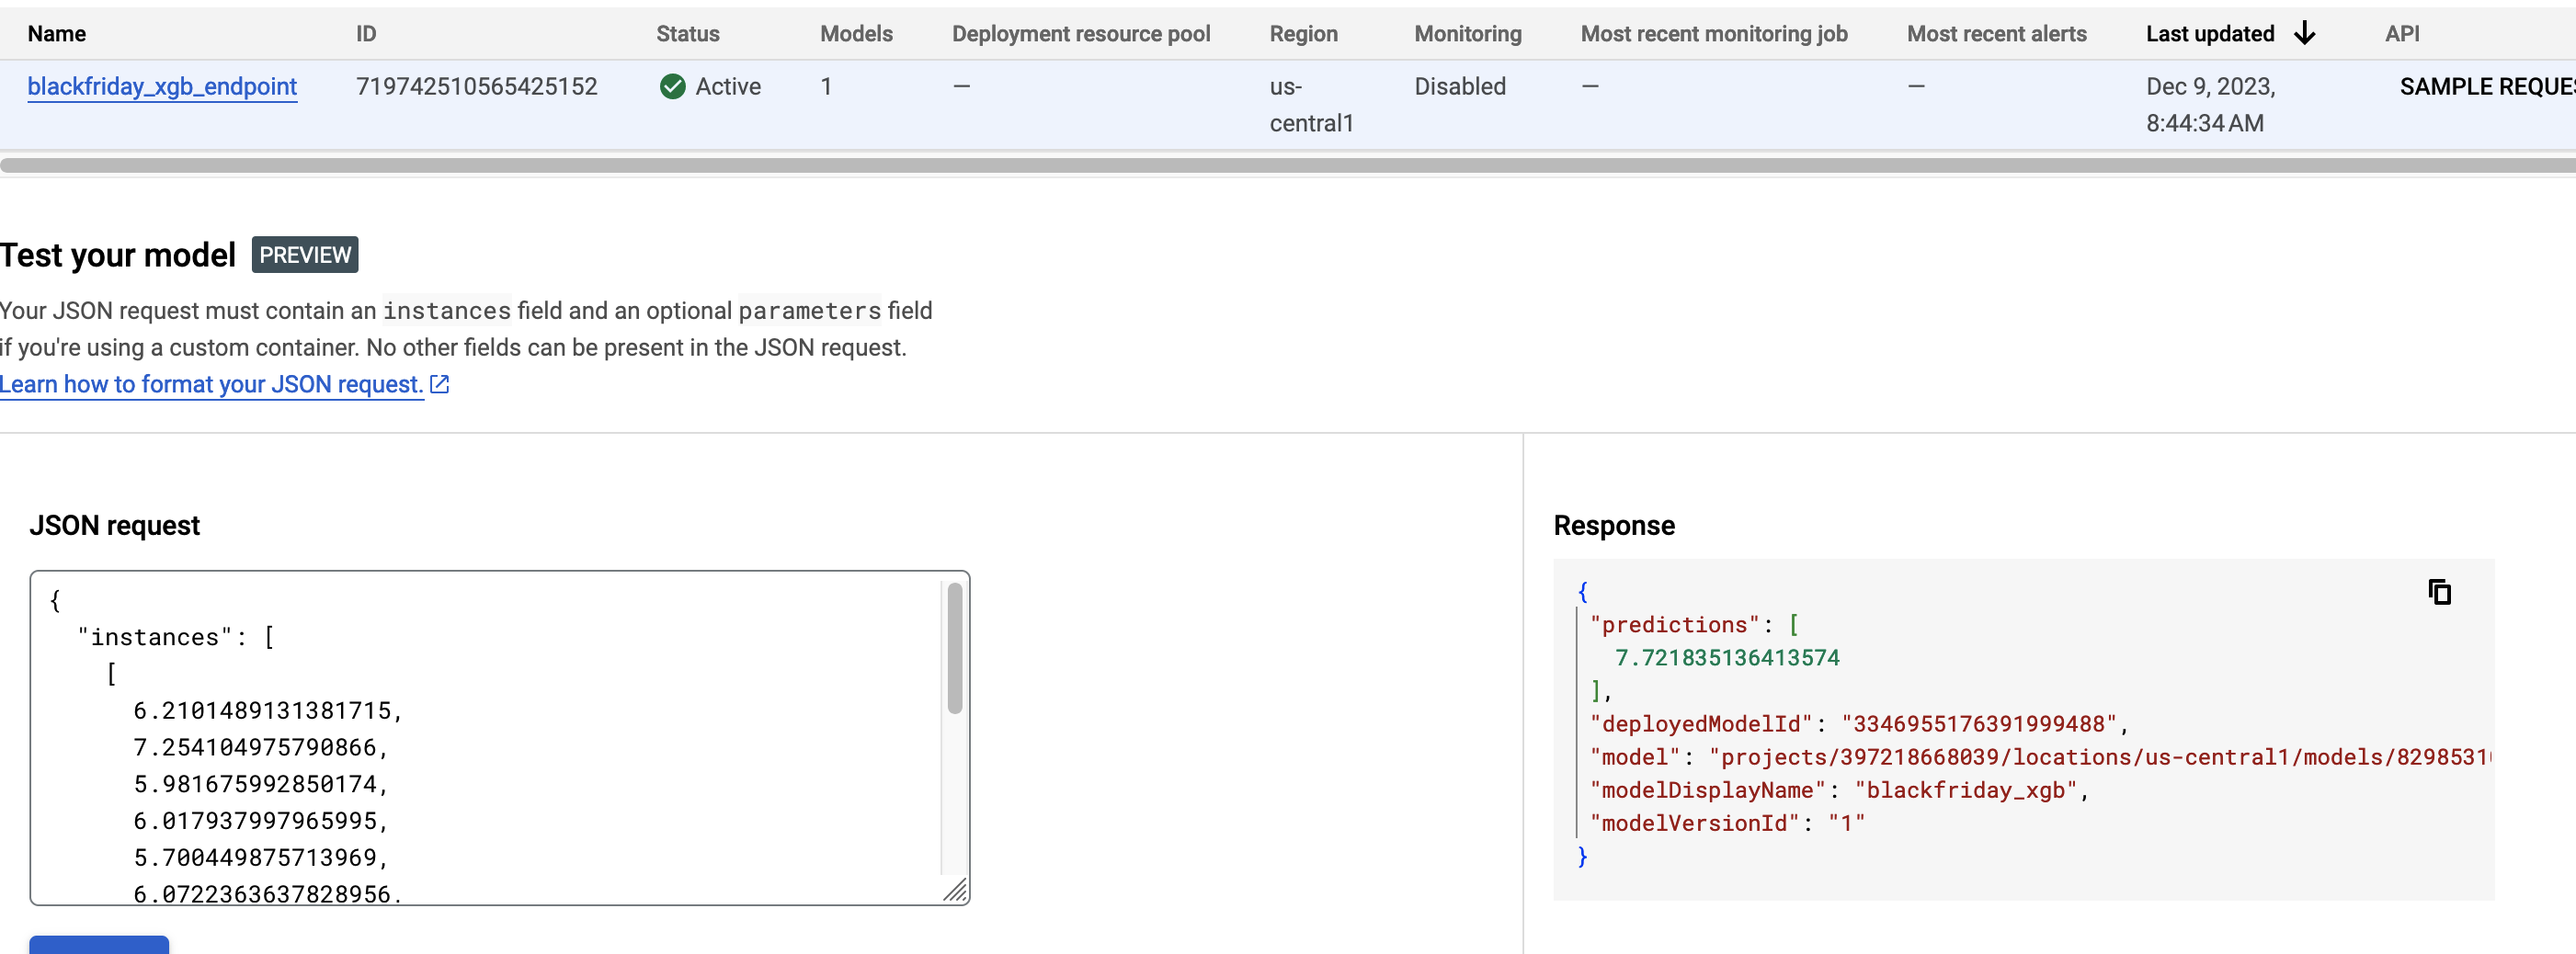 Name ID Status Models Deployment resource pool Region Monitoring Most recent monitoring job Most recent alerts Last updated API
blackfriday_xgb_endpoint 719742510565425152 Active 1 — us- Disabled — — Dec 9, 2023, SAMPLE REQUES
central1 8:44:34 AM
Test your model PREVIEW
Your JSON request must contain an instances field and an optional parameters field
if you're using a custom container. No other fields can be present in the JSON request.
Learn how to format your JSON request.
JSON request
{
"instances": [
[
6.2101489131381715,
7.254104975790866,
5.981675992850174,
6.017937997965995,
5.700449875713969,
6.0722363637828956.
Response
{
"predictions": [
7.721835136413574
],
"deployedModelId": "3346955176391999488",
"model": "projects/397218668039/locations/us-central1/models/8298531
"modelDisplayName": "blackfriday_xgb",
"modelVersionId": "1"
}